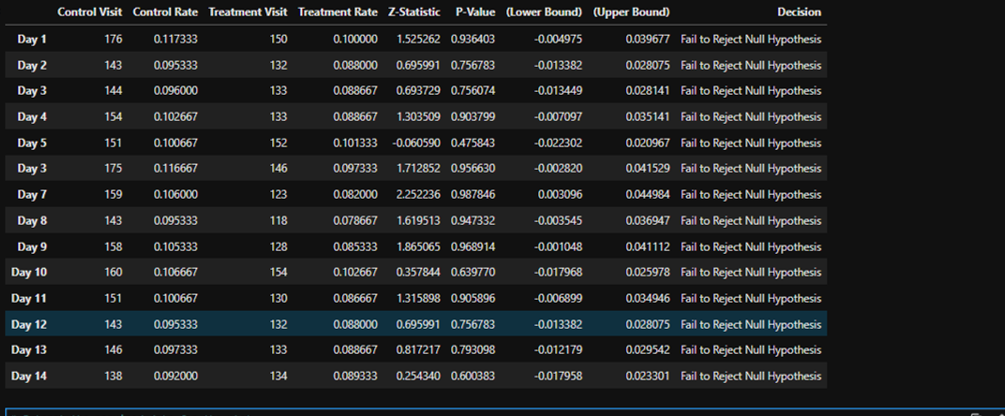 Control Visit Control Rate Treatment Visit Treatment Rate Z-Statistic P-Value (Lower Bound) (Upper Bound) Decision
Day 1 176 0.117333 150 0.100000 1.525262 0.936403 -0.004975 0.039677 Fail to Reject Null Hypothesis
Day 2 143 0.095333 132 0.088000 0.695991 0.756783 -0.013382 0.028075 Fail to Reject Null Hypothesis
Day 3 144 0.096000 133 0.088667 0.693729 0.756074 -0.013449 0.028141 Fail to Reject Null Hypothesis
Day 4 154 0.102667 133 0.088667 1.303509 0.903799 -0.007097 0.035141 Fail to Reject Null Hypothesis
Day 5 151 0.100667 152 0.101333 -0.060590 0.475843 -0.022302 0.020967 Fail to Reject Null Hypothesis
Day 3 175 0.116667 146 0.097333 1.712852 0.956630 -0.002820 0.041529 Fail to Reject Null Hypothesis
Day 7 159 0.106000 123 0.082000 2.252236 0.987846 0.003096 0.044984 Fail to Reject Null Hypothesis
Day 8 143 0.095333 118 0.078667 1.619513 0.947332 -0.003545 0.036947 Fail to Reject Null Hypothesis
Day 9 158 0.105333 128 0.085333 1.865065 0.968914 -0.001048 0.041112 Fail to Reject Null Hypothesis
Day 10 160 0.106667 154 0.102667 0.357844 0.639770 -0.017968 0.025978 Fail to Reject Null Hypothesis
Day 11 151 0.100667 130 0.086667 1.315898 0.905896 -0.006899 0.034946 Fail to Reject Null Hypothesis
Day 12 143 0.095333 132 0.088000 0.695991 0.756783 -0.013382 0.028075 Fail to Reject Null Hypothesis
Day 13 146 0.097333 133 0.088667 0.817217 0.793098 -0.012179 0.029542 Fail to Reject Null Hypothesis
Day 14 138 0.092000 134 0.089333 0.254340 0.600383 -0.017958 0.023301 Fail to Reject Null Hypothesis